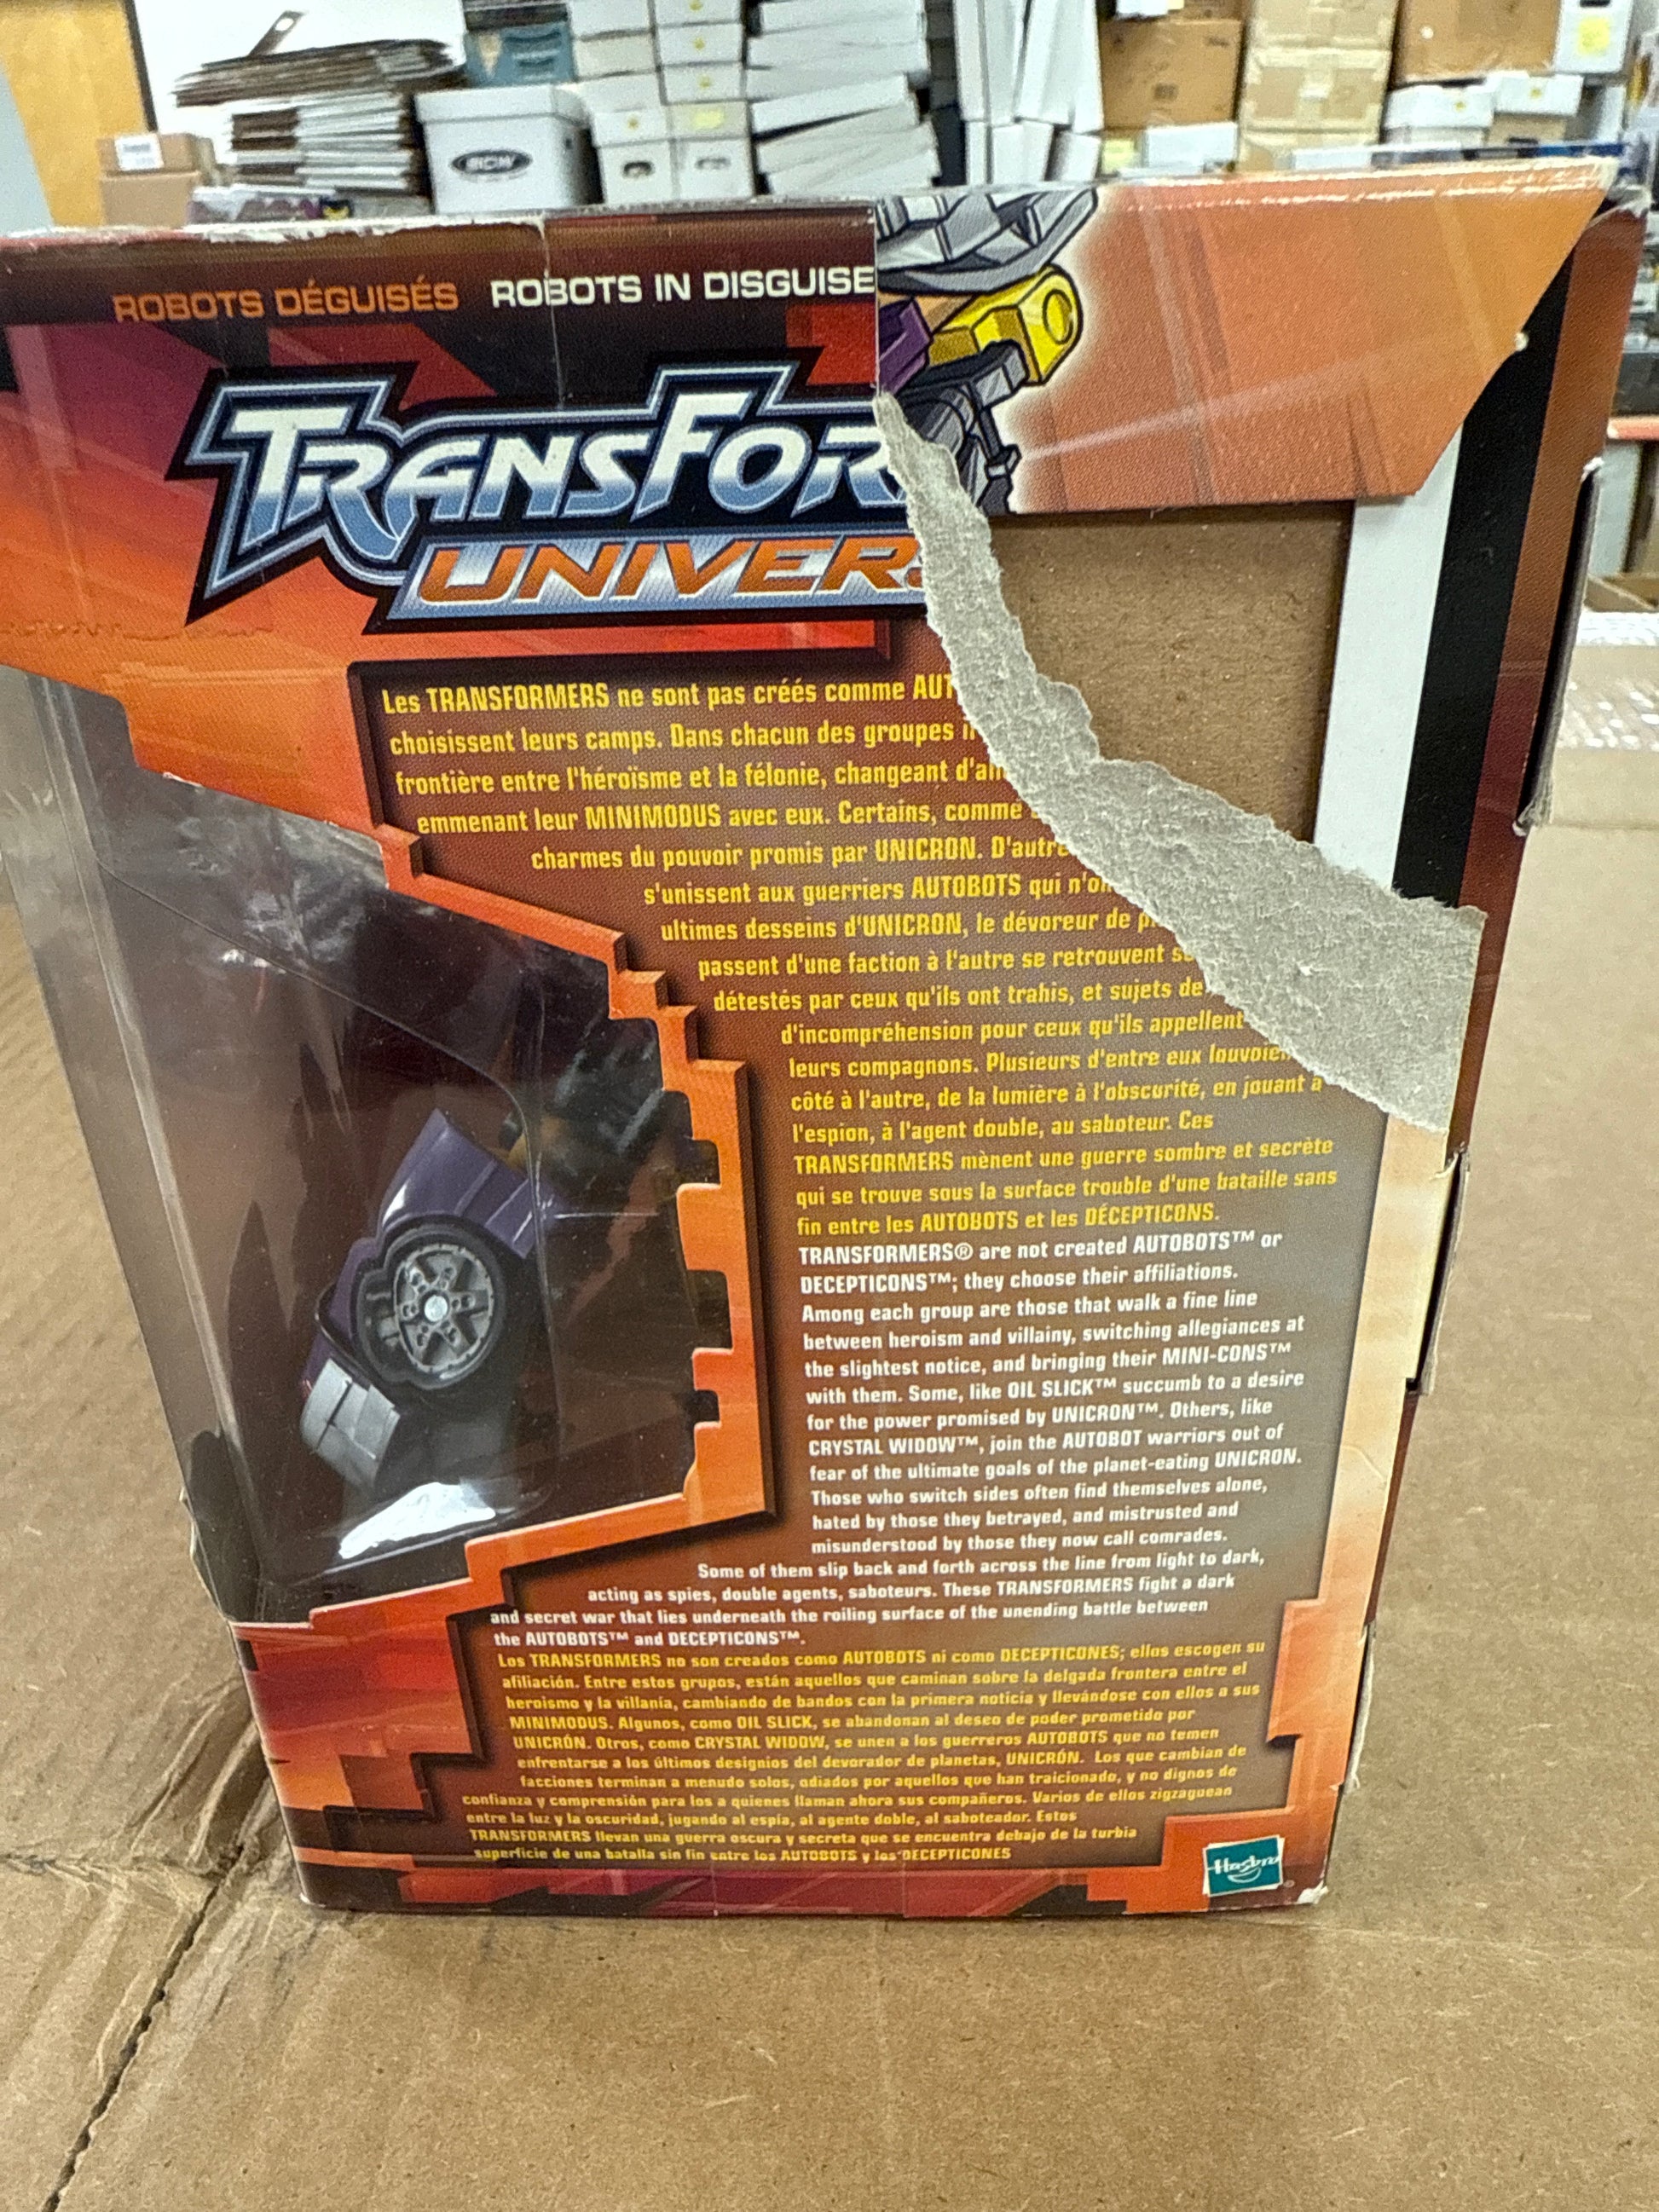 BCW
ROBOTS DÉGUISÉS ROBOTS IN DISGUISE
TRANSFOR
UNIVER
Les TRANSFORMERS ne sont pas créés comme AUT
choisissent leurs camps. Dans chacun des groupes
frontière entre l'héroïsme et la félonie, changeant
emmenant leur MINIMODUS avec eux. Certains, comme
charmes du pouvoir promis par UNICRON. D'autre
s'unissent aux guerriers AUTOBOTS qui
ultimes desseins d'UNICRON, le dévoreur de
passent d'une faction à l'autre se retrouvent
détestés par ceux qu'ils ont trahis, et sujets de
d'incompréhension pour ceux qu'ils appellent
leurs compagnons. Plusieurs d'entre eux
côté à l'autre, de la lumière à l'obscurité, en jouant à
l'espion, à l'agent double, au saboteur. Ces
TRANSFORMERS mènent une guerre sombre et secrète
qui se trouve sous la surface trouble d'une bataille sans
fin entre les AUTOBOTS et les DÉCEPTICONS.
TRANSFORMERS® are not created AUTOBOTS™ or
DECEPTICONS™; they choose their affiliations.
Among each group are those that walk a fine line
between heroism and villainy, switching allegiances at
the slightest notice, and bringing their MINI-CONS™
with them. Some, like OIL SLICK™ succumb to a desire
for the power promised by UNICRON™. Others, like
CRYSTAL WIDOW™, join the AUTOBOT warriors out of
fear of the ultimate goals of the planet-eating UNICRON.
Those who switch sides often find themselves alone,
hated by those they betrayed, and mistrusted and
misunderstood by those they now call comrades.
Some of them slip back and forth across the line from light to dark,
acting as spies, double agents, saboteurs. These TRANSFORMERS fight a dark
and secret war that lies underneath the roiling surface of the unending battle between
the AUTOBOTS™ and DECEPTICONS™.
Los TRANSFORMERS no son creados como AUTOBOTS ni como DECEPTICONES; ellos escogen su
afiliación. Entre estos grupos, están aquellos que caminan sobre la delgada frontera entre el
heroismo y la villanía, cambiando de bandos con la primera noticia y llevándose con ellos a sus
MINIMODUS. Algunos, como OIL SLICK, se abandonan al deseo de poder prometido por
UNICRÓN. Otros, como CRYSTAL WIDOW, se unen a los guerreros AUTOBOTS que no temen
enfrentarse a los últimos designios del devorador de planetas, UNICRÓN. Los que cambian de
facciones terminan a menudo solos, odiados por aquellos que han traicionado, y no dignos de
confianza y comprensión para los a quienes llaman ahora sus compañeros. Varios de ellos zigzaguean
entre la luz y la oscuridad, jugando al espía, al agente doble, al saboteador. Estos
TRANSFORMERS llevan una guerra oscura y secreta que se encuentra debajo de la turbia
superficie de una batalla sin fin entre los AUTOBOTS y los DECEPTICONES
Hasbro ®